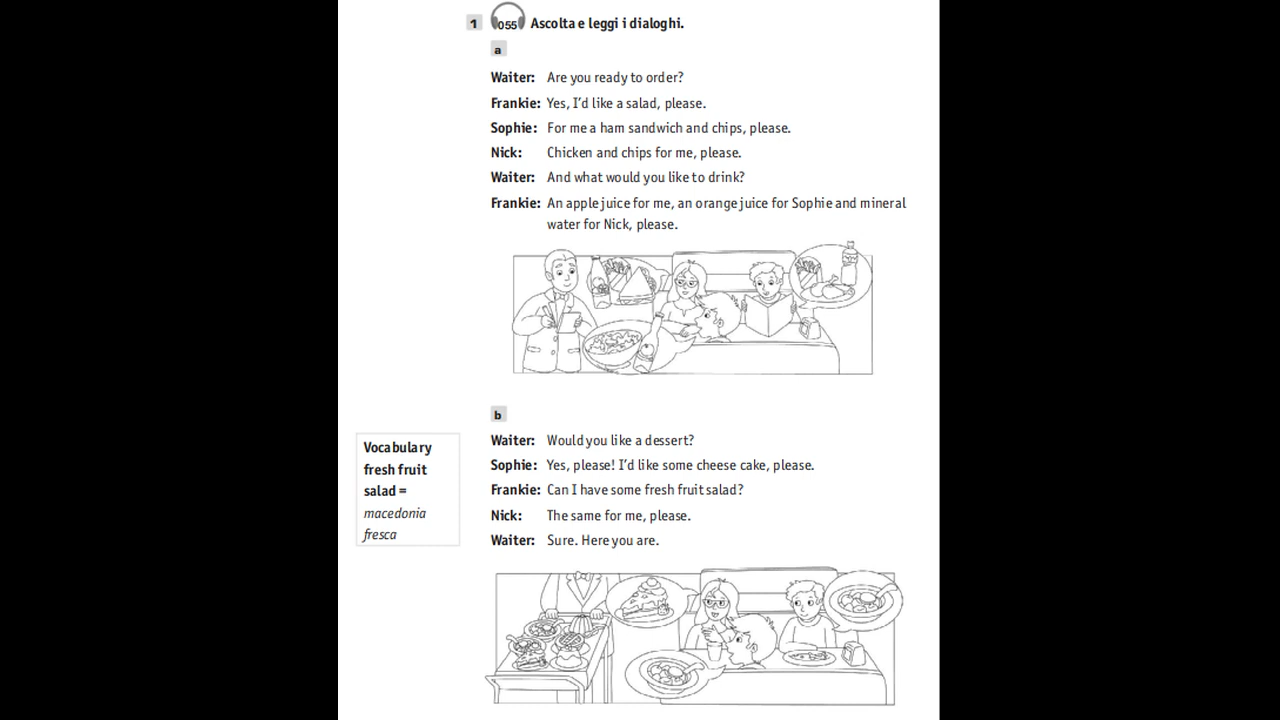 1 055 Ascolta e leggi i dialoghi.
a
Waiter: Are you ready to order?
Frankie: Yes, I'd like a salad, please.
Sophie: For me a ham sandwich and chips, please.
Nick: Chicken and chips for me, please.
Waiter: And what would you like to drink?
Frankie: An apple juice for me, an orange juice for Sophie and mineral
water for Nick, please.
b
Waiter: Would you like a dessert?
Sophie: Yes, please! I'd like some cheese cake, please.
Frankie: Can I have some fresh fruit salad?
Nick: The same for me, please.
Waiter: Sure. Here you are.
Vocabulary
fresh fruit
salad =
macedonia
fresca